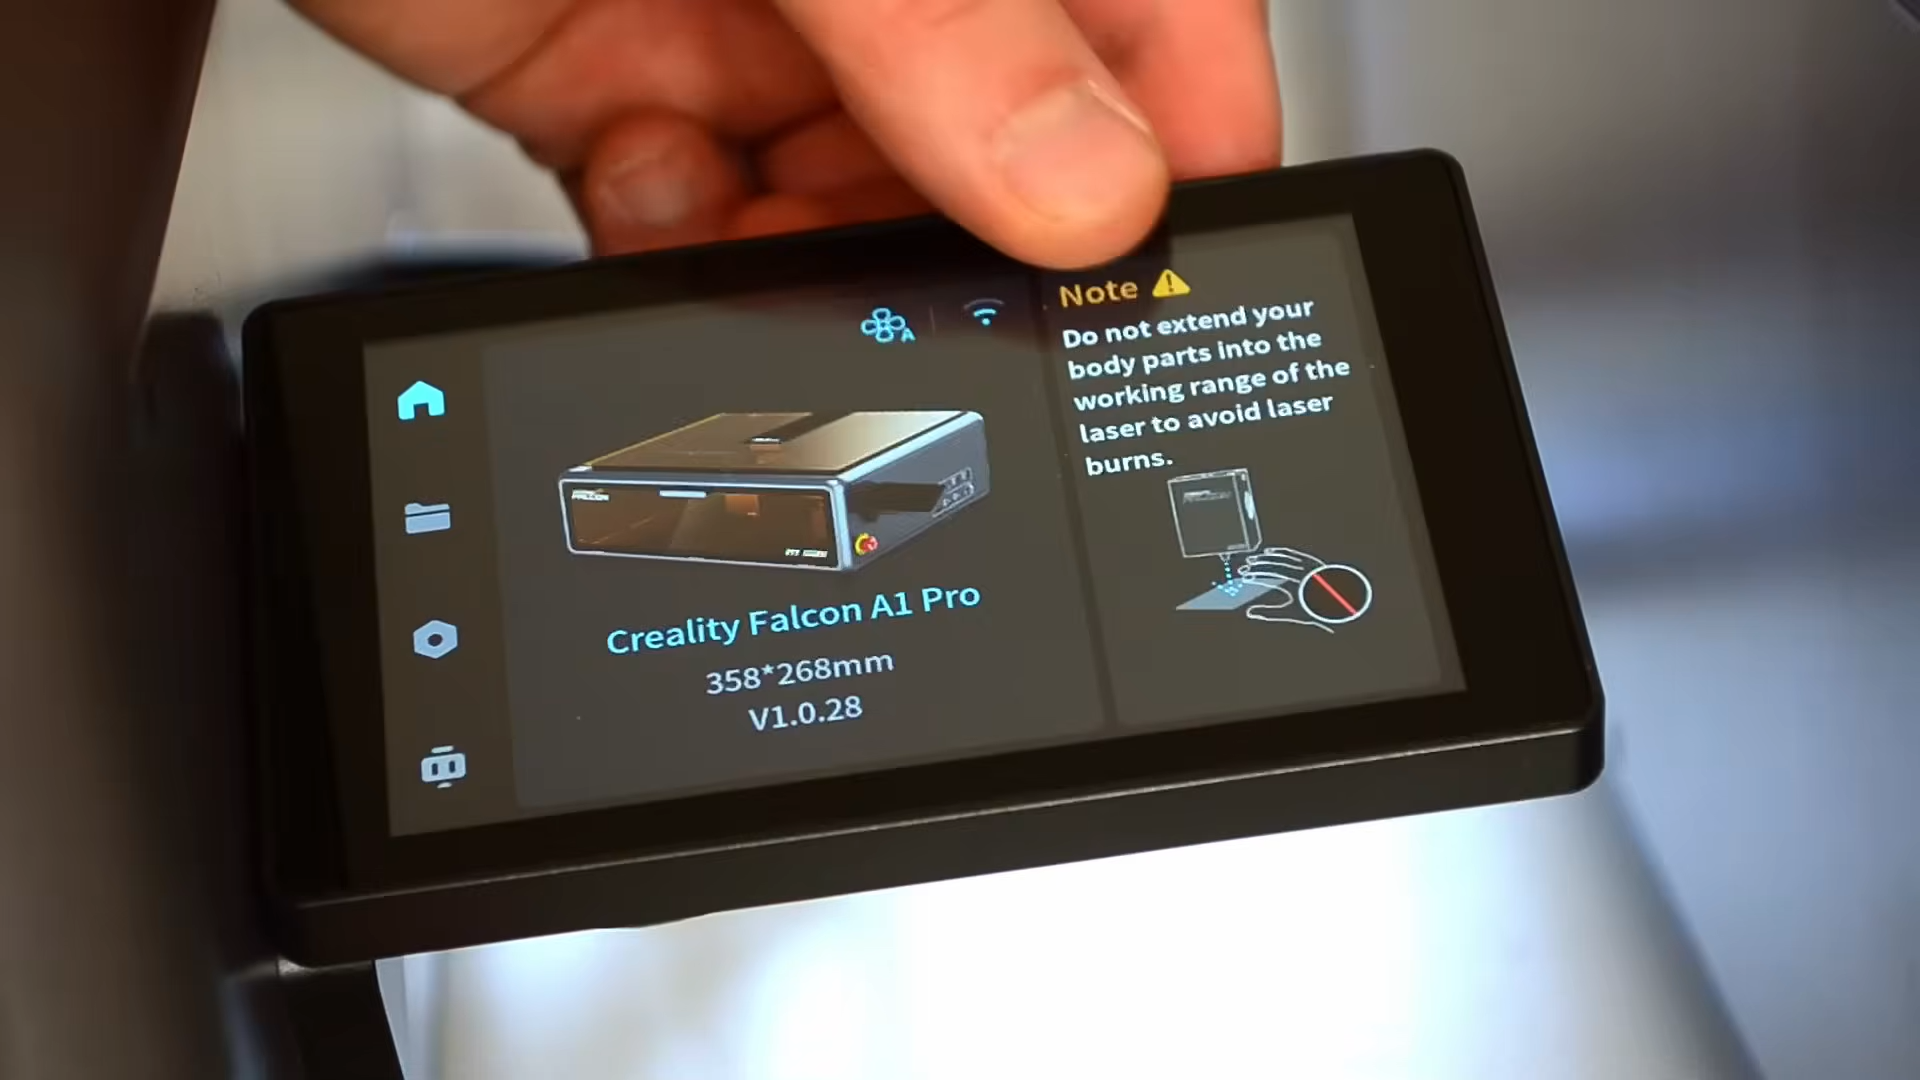 A
Note
Do not extend your
body parts into the
working range of the
laser to avoid laser
burns.
FALCON
Creality Falcon A1 Pro
358*268mm
V1.0.28